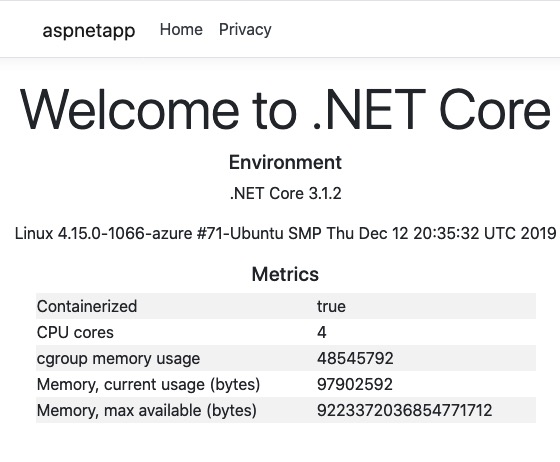 aspnetapp Home Privacy
Welcome to .NET Core
Environment
.NET Core 3.1.2
Linux 4.15.0-1066-azure #71-Ubuntu SMP Thu Dec 12 20:35:32 UTC 2019
Metrics
Containerized true
CPU cores 4
cgroup memory usage 48545792
Memory, current usage (bytes) 97902592
Memory, max available (bytes) 9223372036854771712